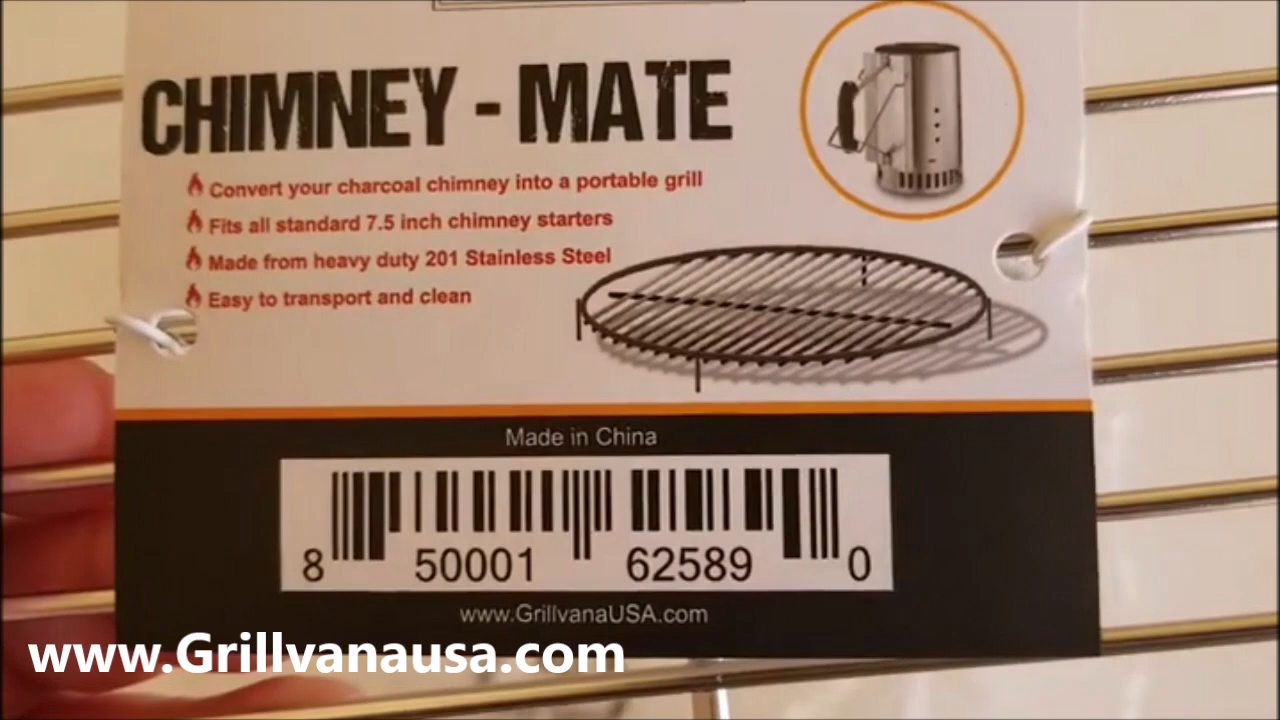 CHIMNEY - MATE
Convert your charcoal chimney into a portable grill
Fits all standard 7.5 inch chimney starters
Made from heavy duty 201 Stainless Steel
Easy to transport and clean
Made in China
8 50001 62589 0
www.GrillvanaUSA.com
www.Grillvanausa.com